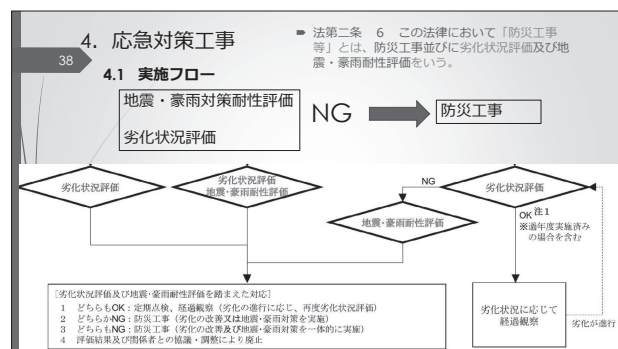 4. 応急対策工事
38
4.1 実施フロー
➡ 法第二条 6 この法律において「防災工事
等」とは、防災工事並びに劣化状況評価及び地
震・豪雨耐性評価をいう。
地震・豪雨対策耐性評価
劣化状況評価
NG
防災工事
劣化状況評価
劣化状況評価
地震・豪雨耐性評価
NG
劣化状況評価
地震・豪雨耐性評価
OK 注1
※過年度実施済み
の場合を含む
[劣化状況評価及び地震・豪雨耐性評価を踏まえた対応]
1 どちらもOK：定期点検、経過観察（劣化の進行に応じ、再度劣化状況評価）
2 どちらかNG：防災工事（劣化の改善又は地震・豪雨対策を実施）
3 どちらもNG：防災工事（劣化の改善及び地震・豪雨対策を一体的に実施）
4 評価結果及び関係者との協議・調整により廃止
劣化状況に応じて
経過観察
劣化が進行